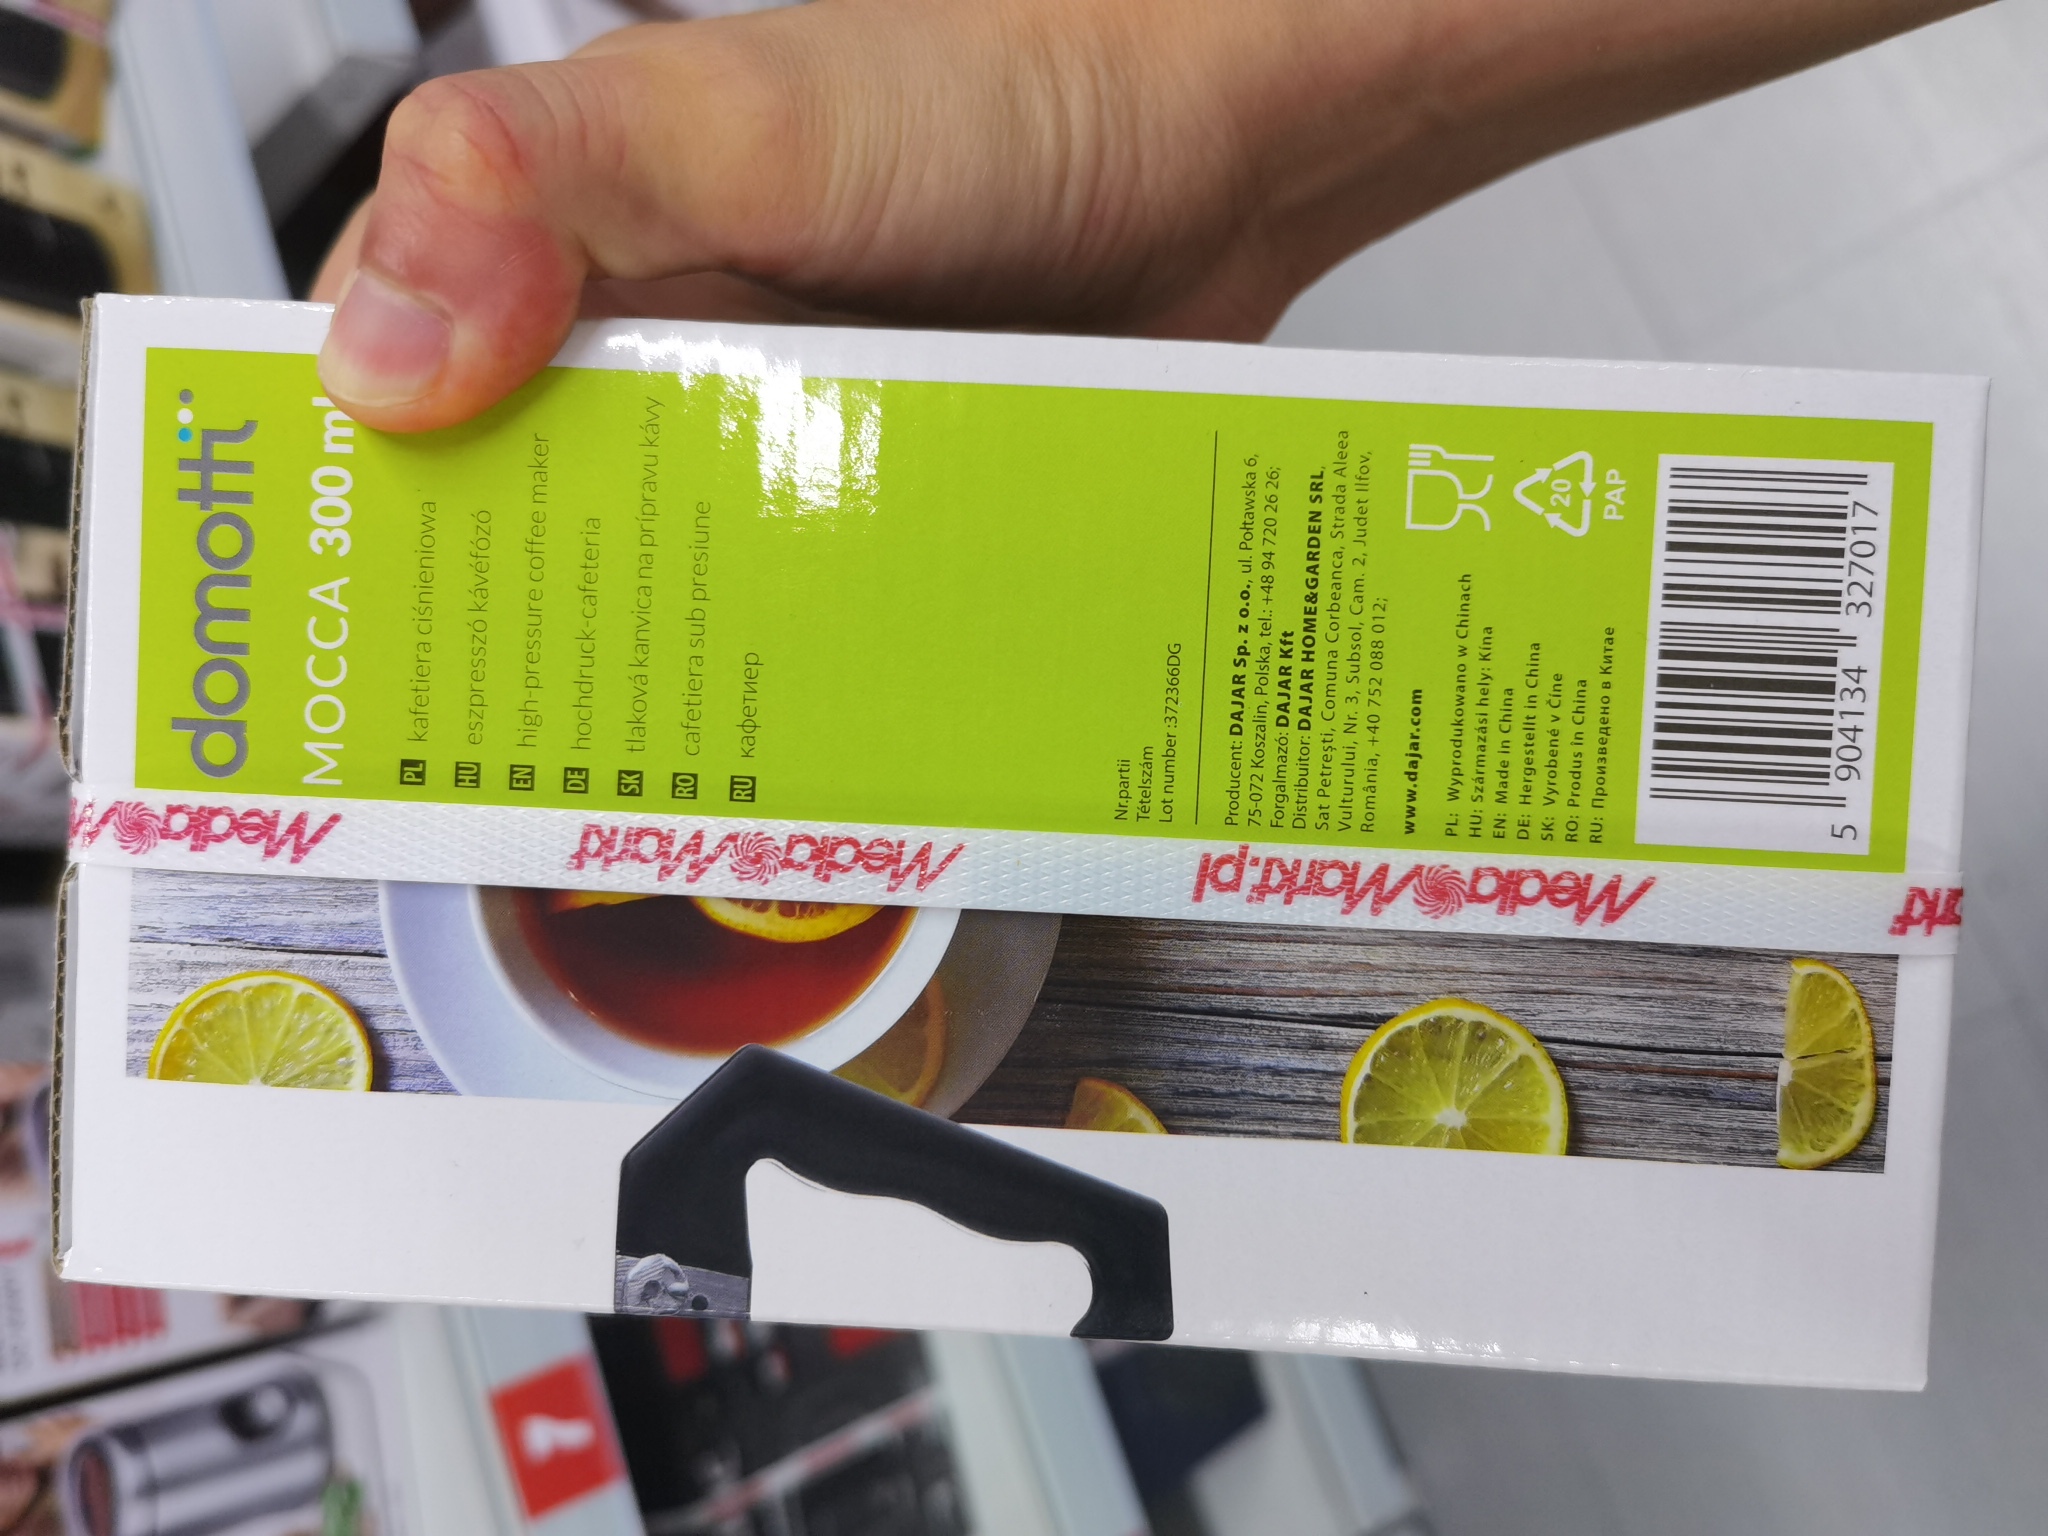 domotti
MOCCA 300 ml
PL kafetiera ciśnieniowa
HU eszpresszó kávéfőző
EN high-pressure coffee maker
DE hochdruck-cafeteria
SK tlaková kanvica na prípravu kávy
RO cafetiera sub presiune
RU кафетиер
Nr.partii
Tételszám
Lot number:372366DG
Producent: DAJAR Sp. z o.o., ul. Połtawska 6,
75-072 Koszalin, Polska, tel.: +48 94 720 26 26;
Forgalmazó: DAJAR Kft
Distribuitor: DAJAR HOME&GARDEN SRL,
Sat Petrești, Comuna Corbeanca, Strada Aleea
Vulturului, Nr. 3, Subsol, Cam. 2, Judet Ilfov,
România, +40 752 088 012;
www.dajar.com
PL: Wyprodukowano w Chinach
HU: Származási hely: Kína
EN: Made in China
DE: Hergestellt in China
SK: Vyrobené v Číne
RO: Produs in China
RU: Произведено в Китае
20
PAP
5 904134 327017
Media
Media Markt
Media Markt.pl